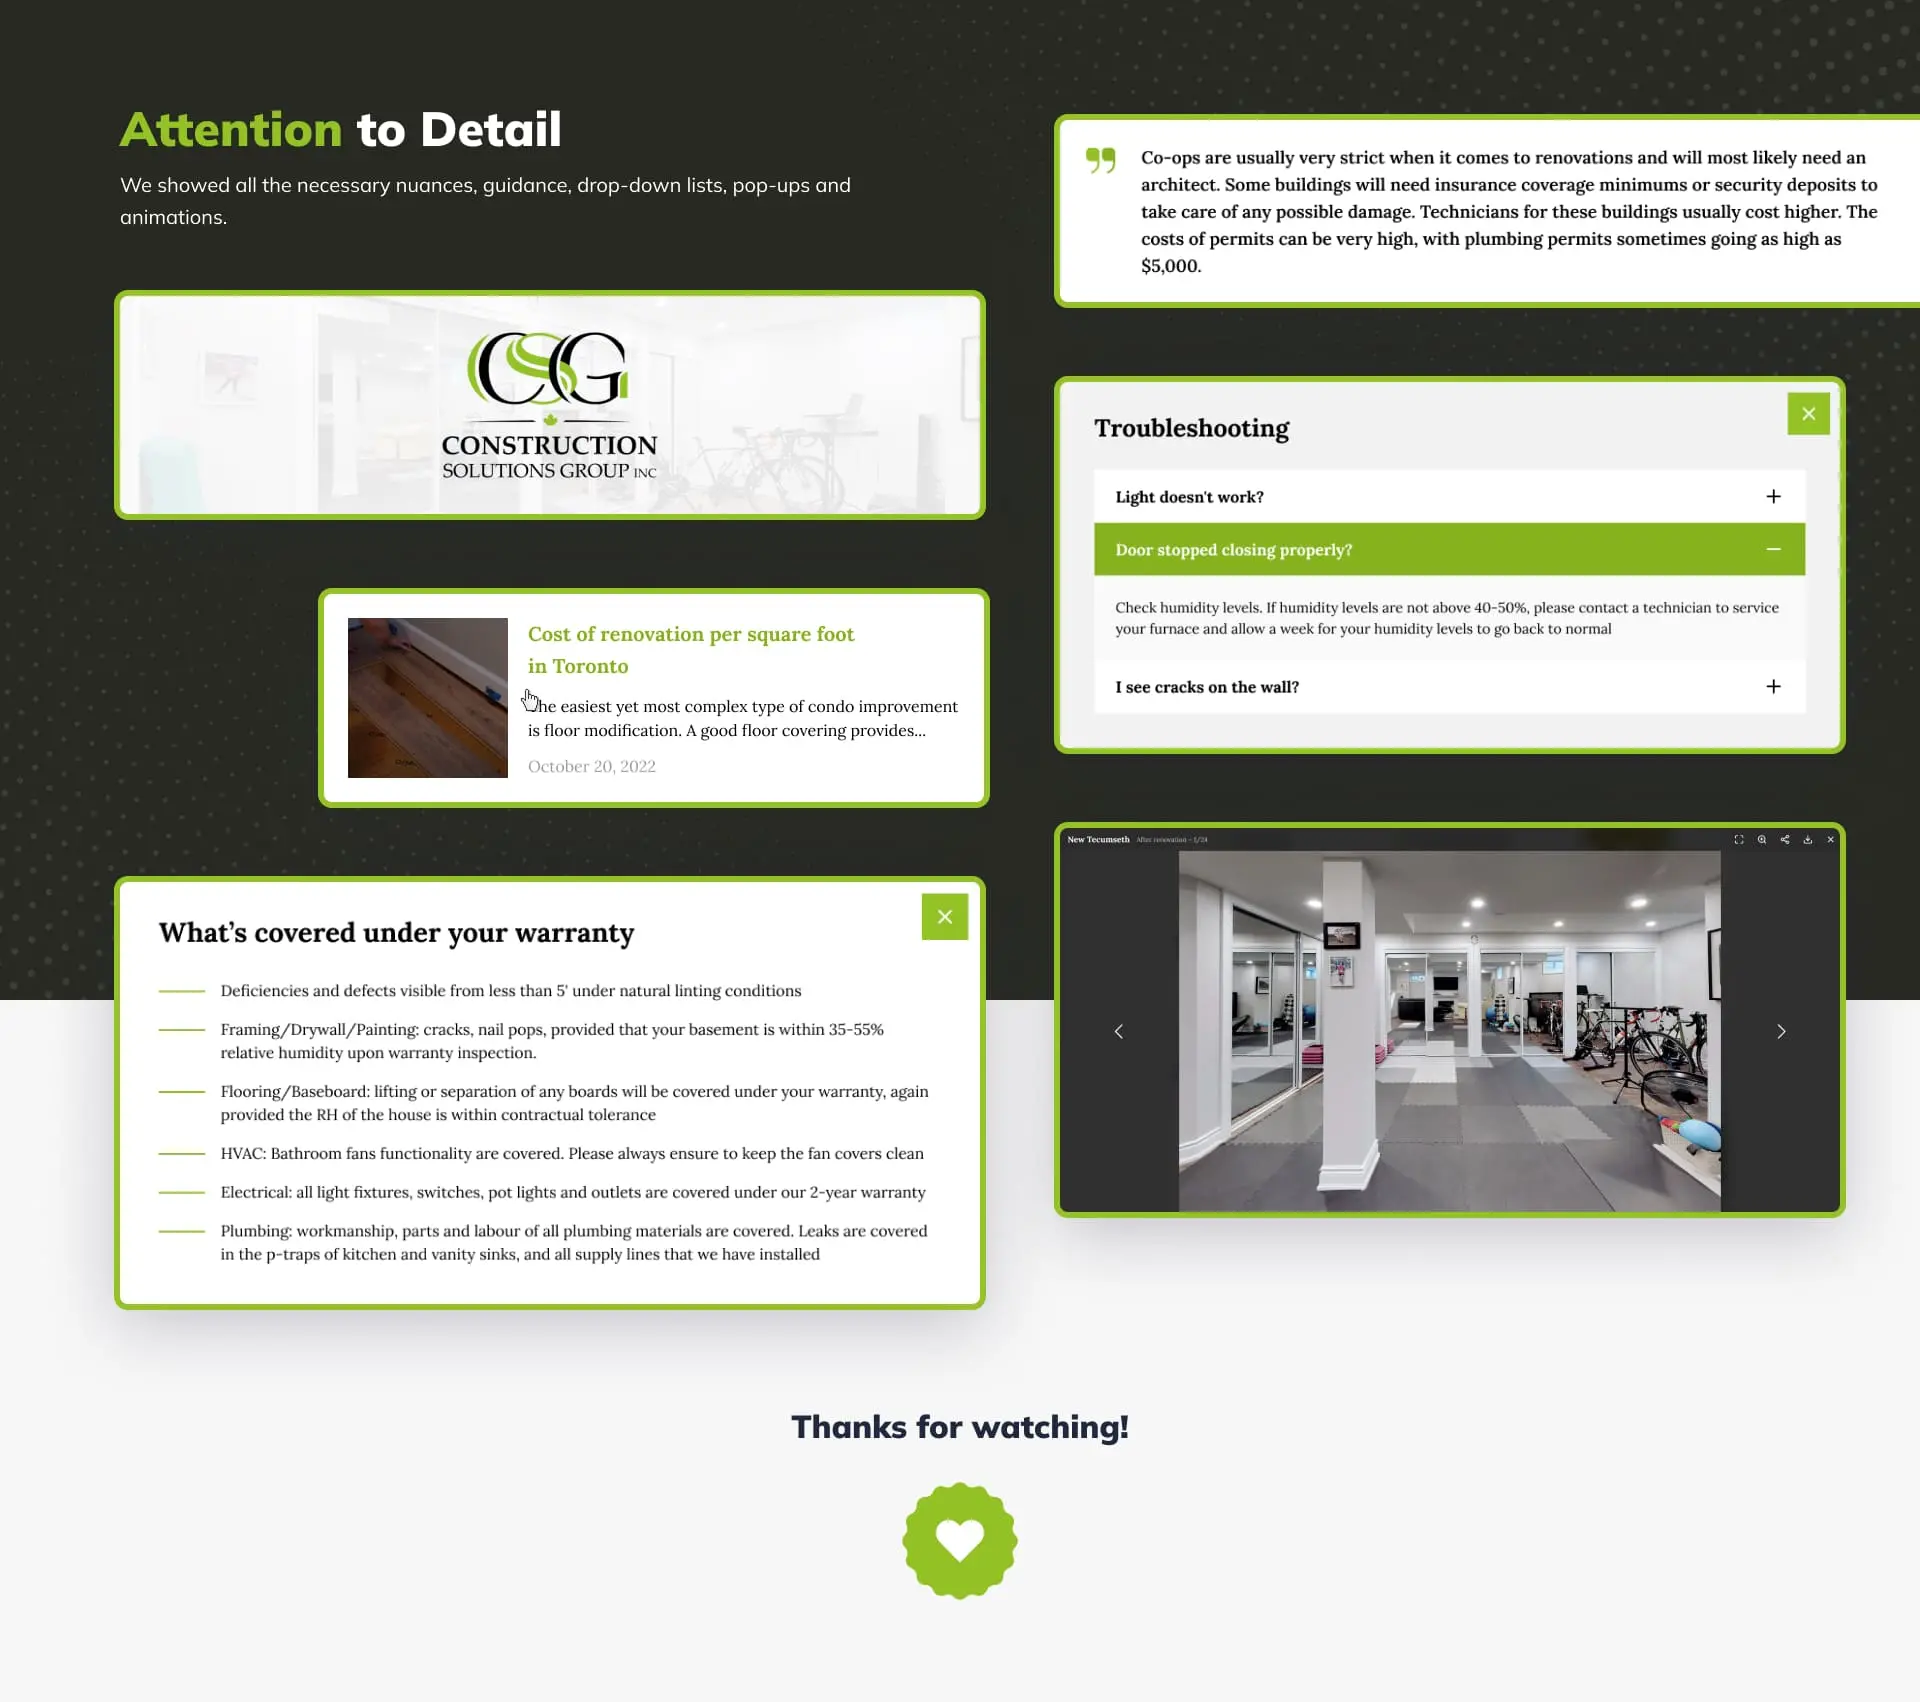 Attention to Detail
We showed all the necessary nuances, guidance, drop-down lists, pop-ups and
animations.
CSG
CONSTRUCTION
SOLUTIONS GROUP INC
Cost of renovation per square foot
in Toronto
he easiest yet most complex type of condo improvement
is floor modification. A good floor covering provides...
October 20, 2022
What's covered under your warranty
Deficiencies and defects visible from less than 5' under natural linting conditions
Framing/Drywall/Painting: cracks, nail pops, provided that your basement is within 35-55%
relative humidity upon warranty inspection.
Flooring/Baseboard: lifting or separation of any boards will be covered under your warranty, again
provided the RH of the house is within contractual tolerance
HVAC: Bathroom fans functionality are covered. Please always ensure to keep the fan covers clean
Electrical: all light fixtures, switches, pot lights and outlets are covered under our 2-year warranty
Plumbing: workmanship, parts and labour of all plumbing materials are covered. Leaks are covered
in the p-traps of kitchen and vanity sinks, and all supply lines that we have installed
Co-ops are usually very strict when it comes to renovations and will most likely need an
architect. Some buildings will need insurance coverage minimums or security deposits to
take care of any possible damage. Technicians for these buildings usually cost higher. The
costs of permits can be very high, with plumbing permits sometimes going as high as
$5,000.
Troubleshooting
Light doesn't work?
Door stopped closing properly?
Check humidity levels. If humidity levels are not above 40-50%, please contact a technician to service
your furnace and allow a week for your humidity levels to go back to normal
I see cracks on the wall?
New Tecumseth After renovation - 1/24
Thanks for watching!